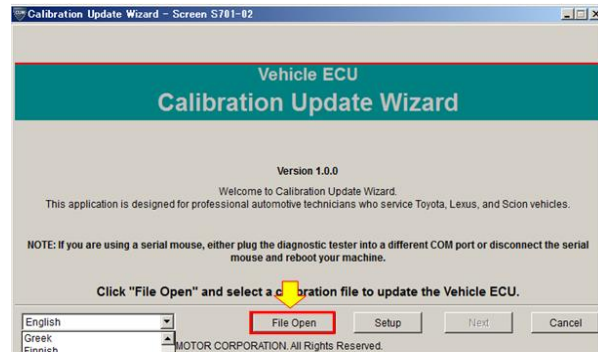 Calibration Update Wizard - Screen S701-02
Vehicle ECU
Calibration Update Wizard
Version 1.0.0
Welcome to Calibration Update Wizard.
This application is designed for professional automotive technicians who service Toyota, Lexus, and Scion vehicles.
NOTE: If you are using a serial mouse, either plug the diagnostic tester into a different COM port or disconnect the serial
mouse and reboot your machine.
Click "File Open" and select a calibration file to update the Vehicle ECU.
English
File Open
Setup
Next
Cancel
Greek
Finnish
MOTOR CORPORATION. All Rights Reserved.